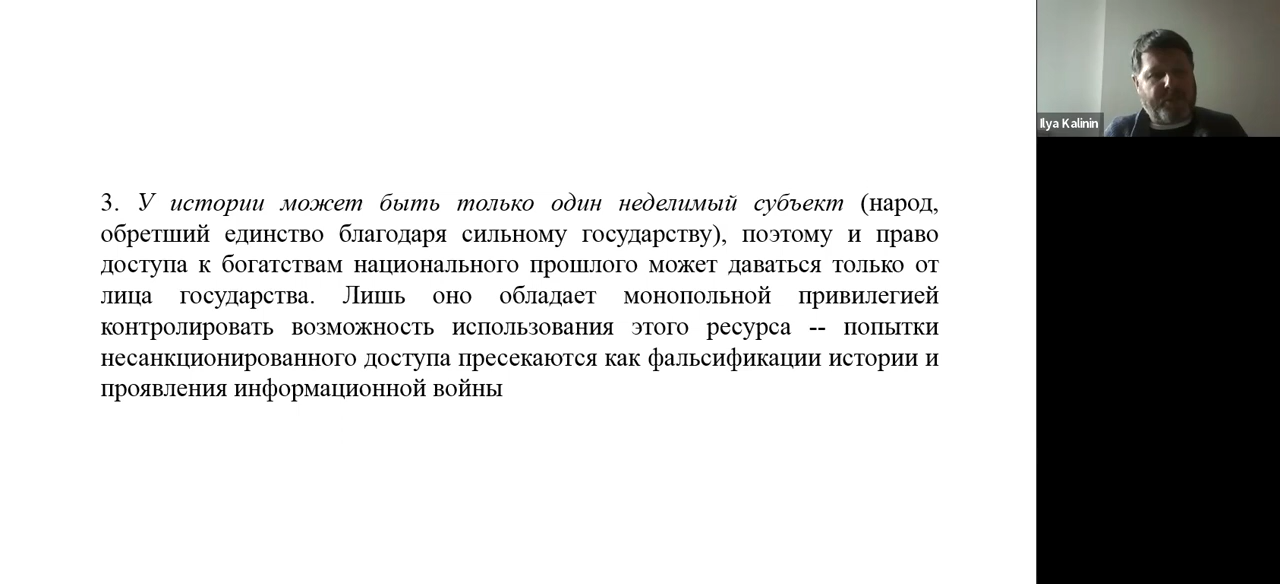 3. У истории может быть только один неделимый субъект (народ,
обретший единство благодаря сильному государству), поэтому и право
доступа к богатствам национального прошлого может даваться только от
лица государства. Лишь оно обладает монопольной привилегией
контролировать возможность использования этого ресурса -- попытки
несанкционированного доступа пресекаются как фальсификации истории и
проявления информационной войны
Ilya Kalinin